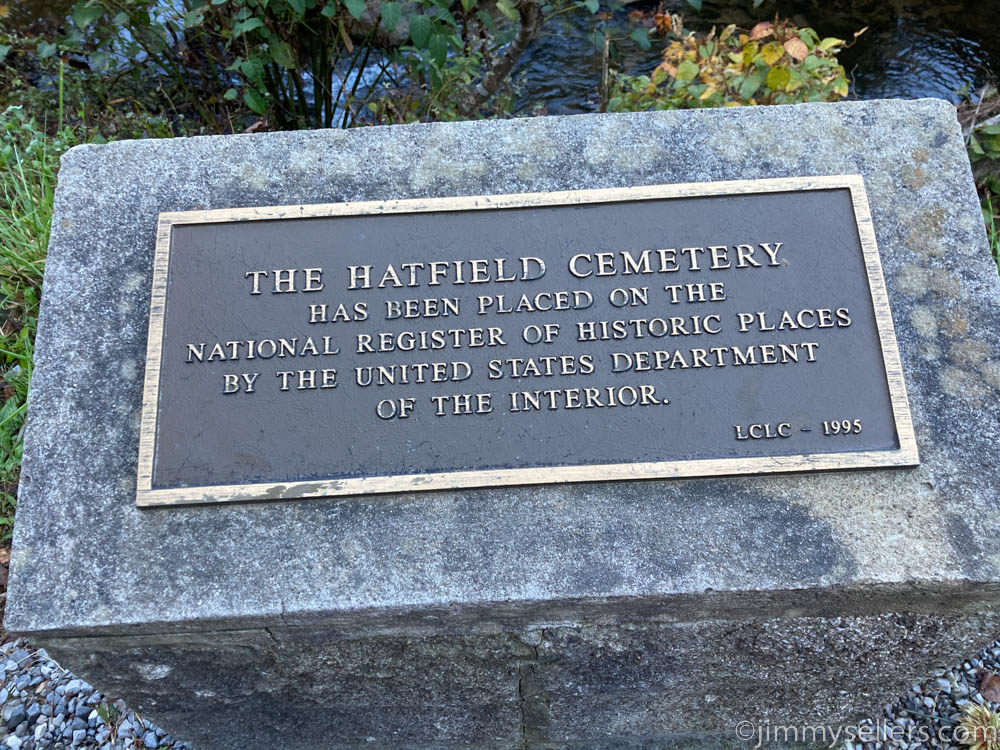 THE HATFIELD CEMETERY
HAS BEEN PLACED ON THE
NATIONAL REGISTER OF HISTORIC PLACES
BY THE UNITED STATES DEPARTMENT
OF THE INTERIOR.
LCLC - 1995
©jimmysellers.com